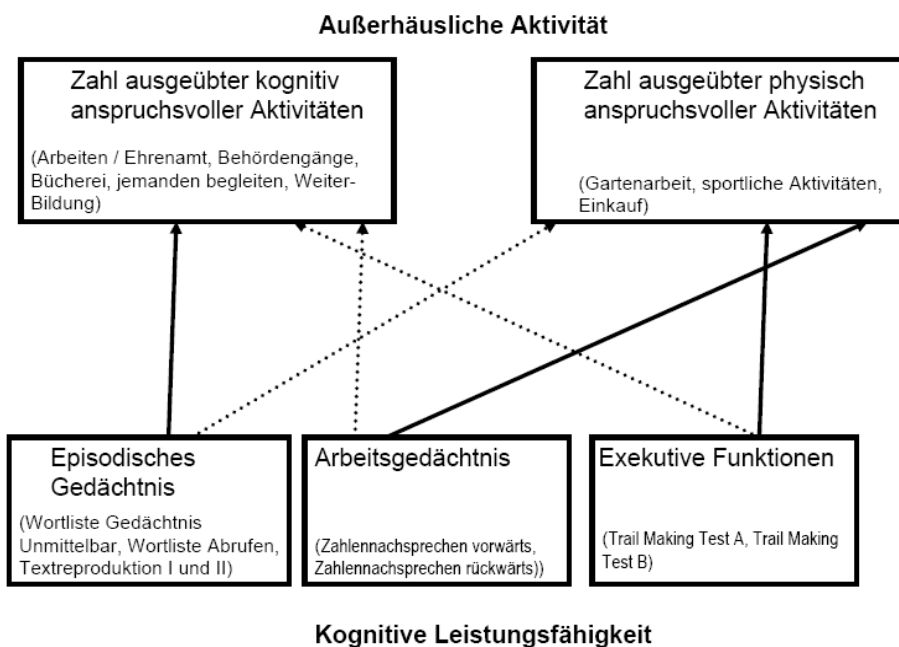 Außerhäusliche Aktivität
Zahl ausgeübter kognitiv
anspruchsvoller Aktivitäten
(Arbeiten / Ehrenamt, Behördengänge,
Bücherei, jemanden begleiten, Weiter-
Bildung)
Zahl ausgeübter physisch
anspruchsvoller Aktivitäten
(Gartenarbeit, sportliche Aktivitäten,
Einkauf)
Episodisches
Gedächtnis
(Wortliste Gedächtnis
Unmittelbar, Wortliste Abrufen,
Textreproduktion I und II)
Arbeitsgedächtnis
(Zahlennachsprechen vorwärts,
Zahlennachsprechen rückwärts))
Exekutive Funktionen
(Trail Making Test A, Trail Making
Test B)
Kognitive Leistungsfähigkeit